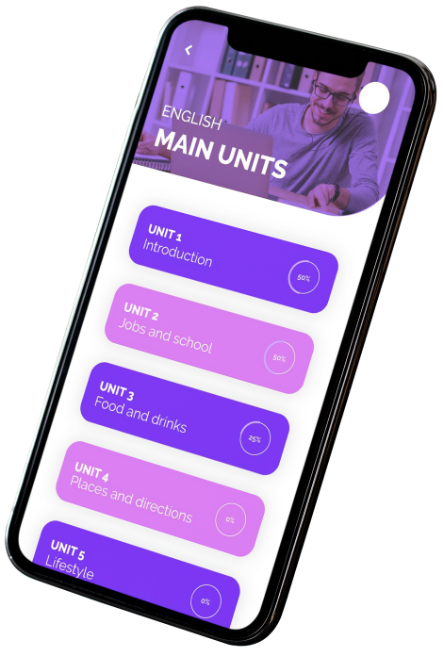 ENGLISH
MAIN UNITS
UNIT 1
Introduction
50%
UNIT 2
Jobs and school
50%
UNIT 3
Food and drinks
25%
UNIT 4
Places and directions
0%
UNIT 5
Lifestyle
0%